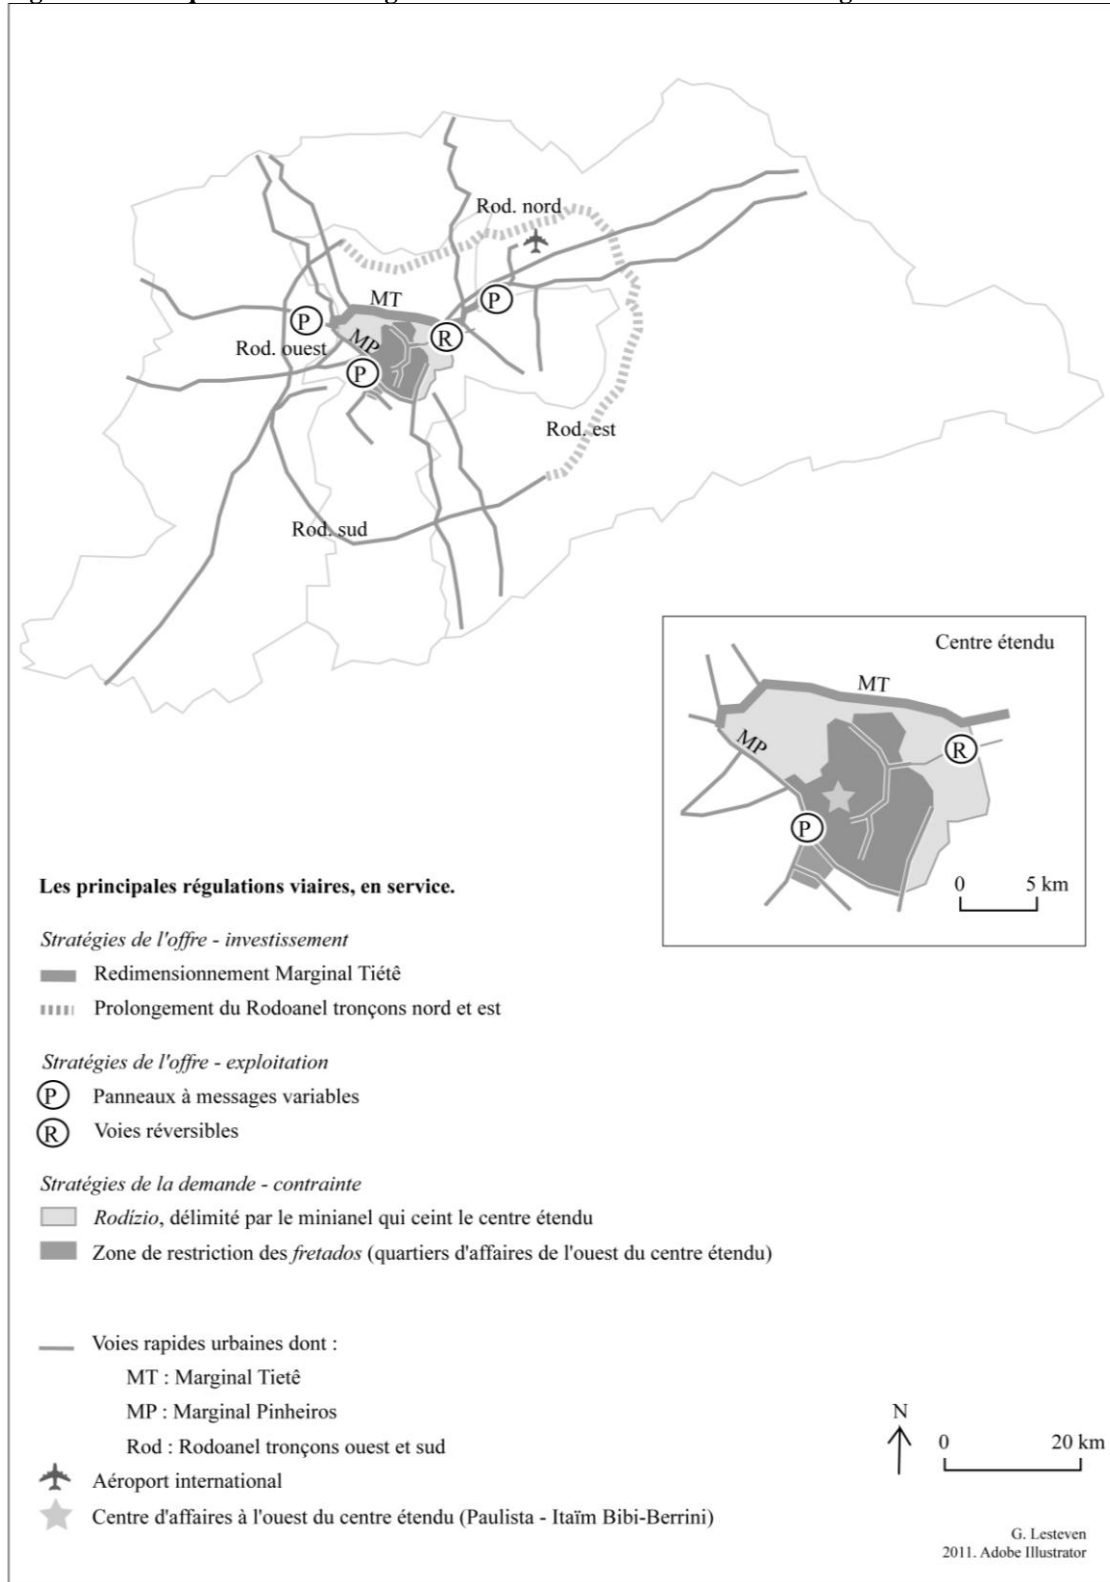 Rod. nord
MT
P
P
R
MP
Rod. ouest
P
Rod. est
Rod. sud
Centre étendu
MT
MP
R
P
0 5 km
Les principales régulations viaires, en service.
Stratégies de l'offre - investissement
Redimensionnement Marginal Tiétê
Prolongement du Rodoanel tronçons nord et est
Stratégies de l'offre - exploitation
P Panneaux à messages variables
R Voies réversibles
Stratégies de la demande - contrainte
Rodízio, délimité par le minianel qui ceint le centre étendu
Zone de restriction des fretados (quartiers d'affaires de l'ouest du centre étendu)
Voies rapides urbaines dont :
MT : Marginal Tietê
MP : Marginal Pinheiros
Rod : Rodoanel tronçons ouest et sud
Aéroport international
Centre d'affaires à l'ouest du centre étendu (Paulista - Itaïm Bibi-Berrini)
N
0 20 km
G. Lesteven
2011. Adobe Illustrator